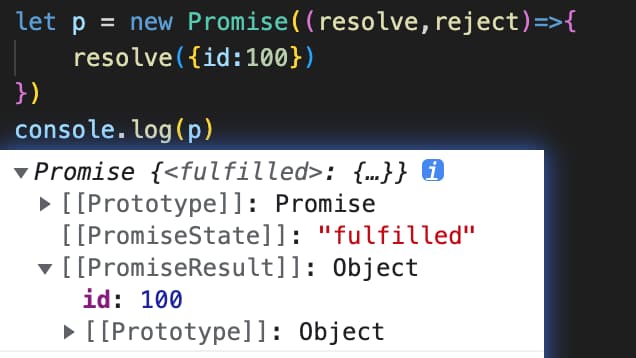 let p = new Promise((resolve,reject)=>{
    resolve({id:100})
})
console.log(p)
▼Promise {<fulfilled>: {…}} i
▶[[Prototype]]: Promise
[[PromiseState]]: "fulfilled"
▼[[PromiseResult]]: Object
id: 100
▶[[Prototype]]: Object